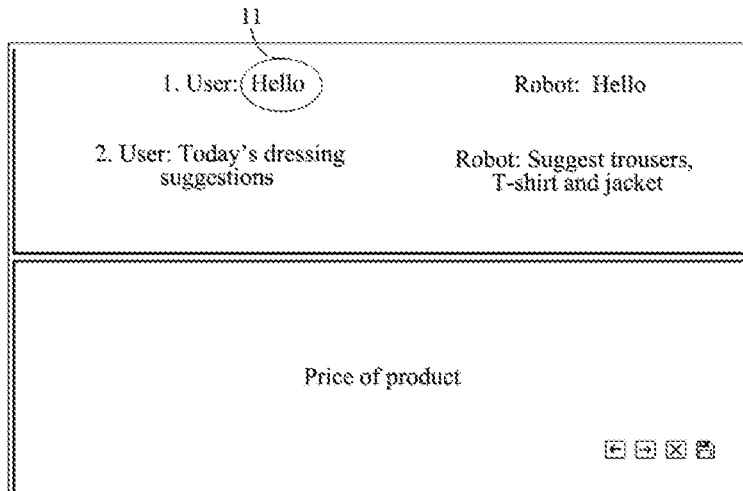 11
1. User: Hello
Robot: Hello
2. User: Today's dressing
suggestions
Robot: Suggest trousers,
T-shirt and jacket
Price of product